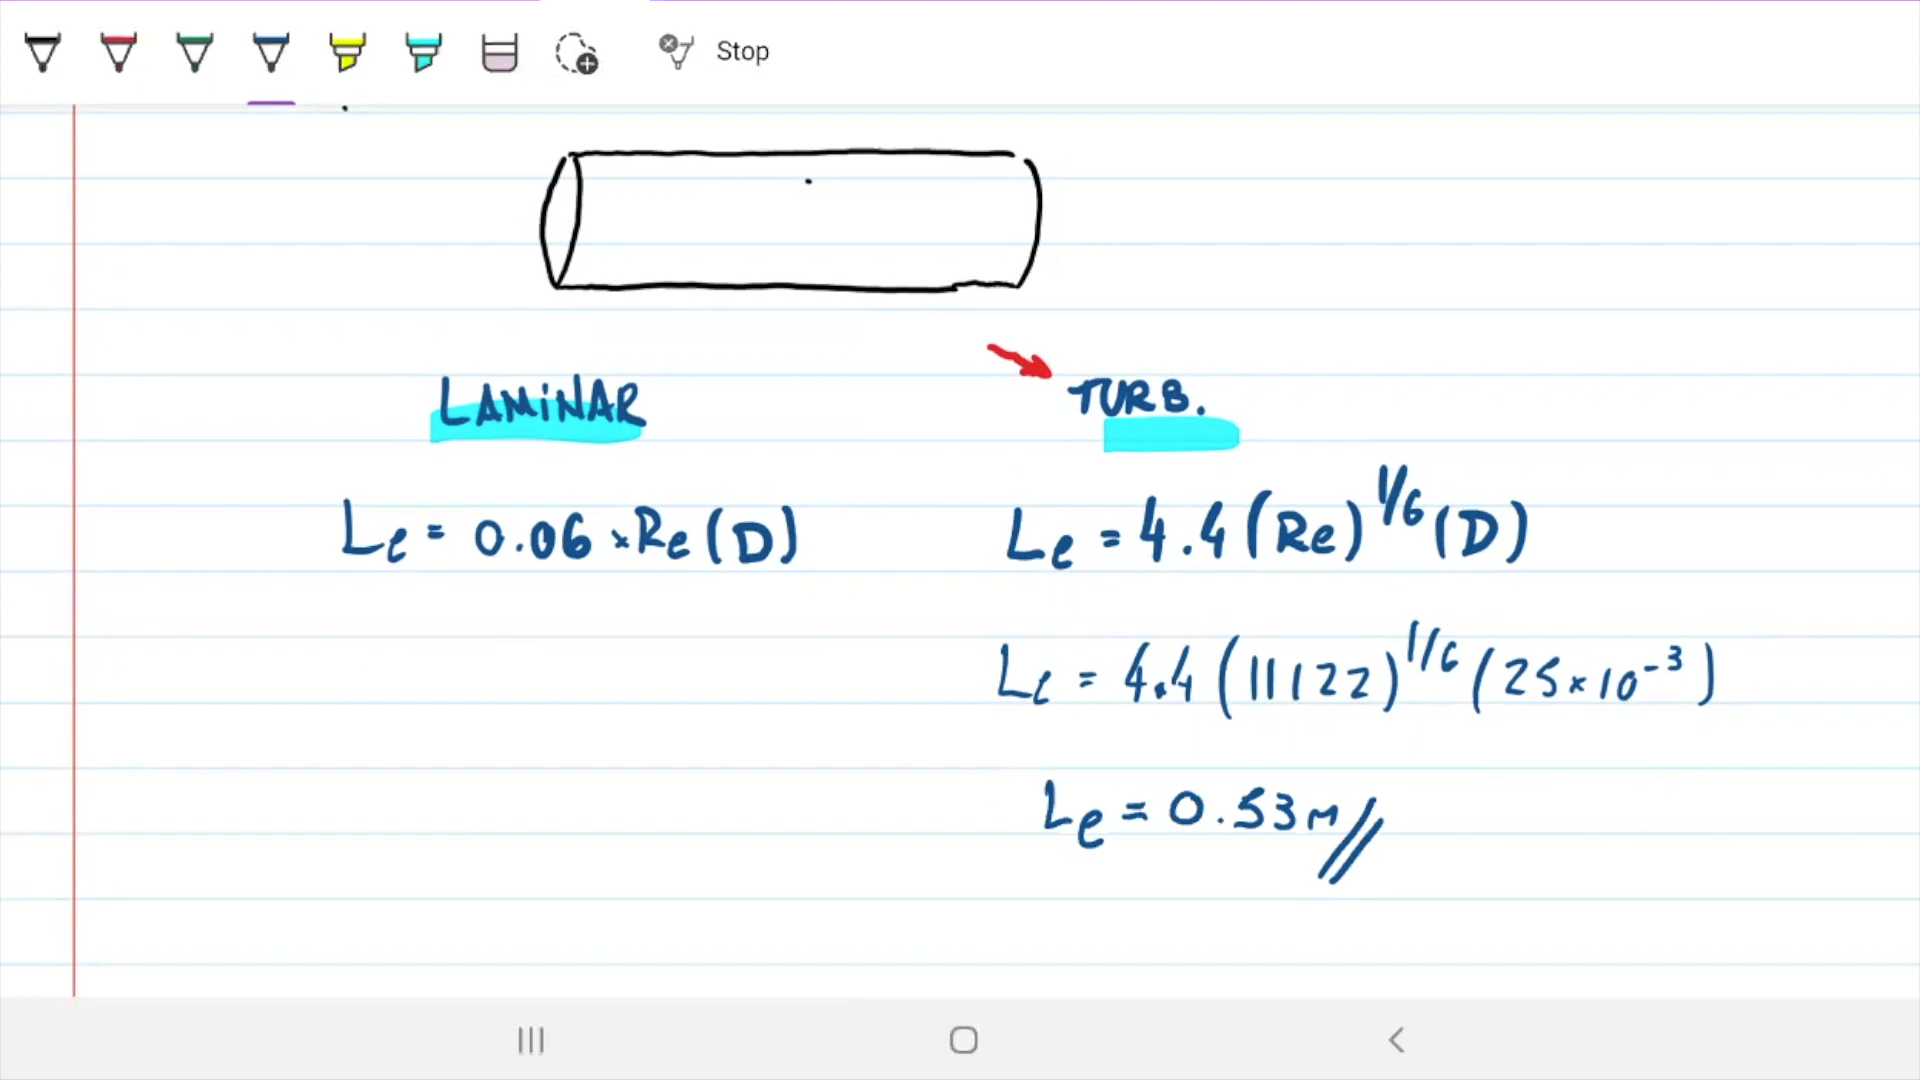 Stop
LAMiNAR
TURB.
Le = 0.06 × Re (D)
Le = 4.4 (Re)^1/6 (D)
Le = 4.4 (11122)^1/6 (25×10^-3)
Le = 0.53m